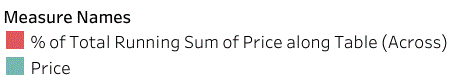 Measure Names
% of Total Running Sum of Price along Table (Across)
Price